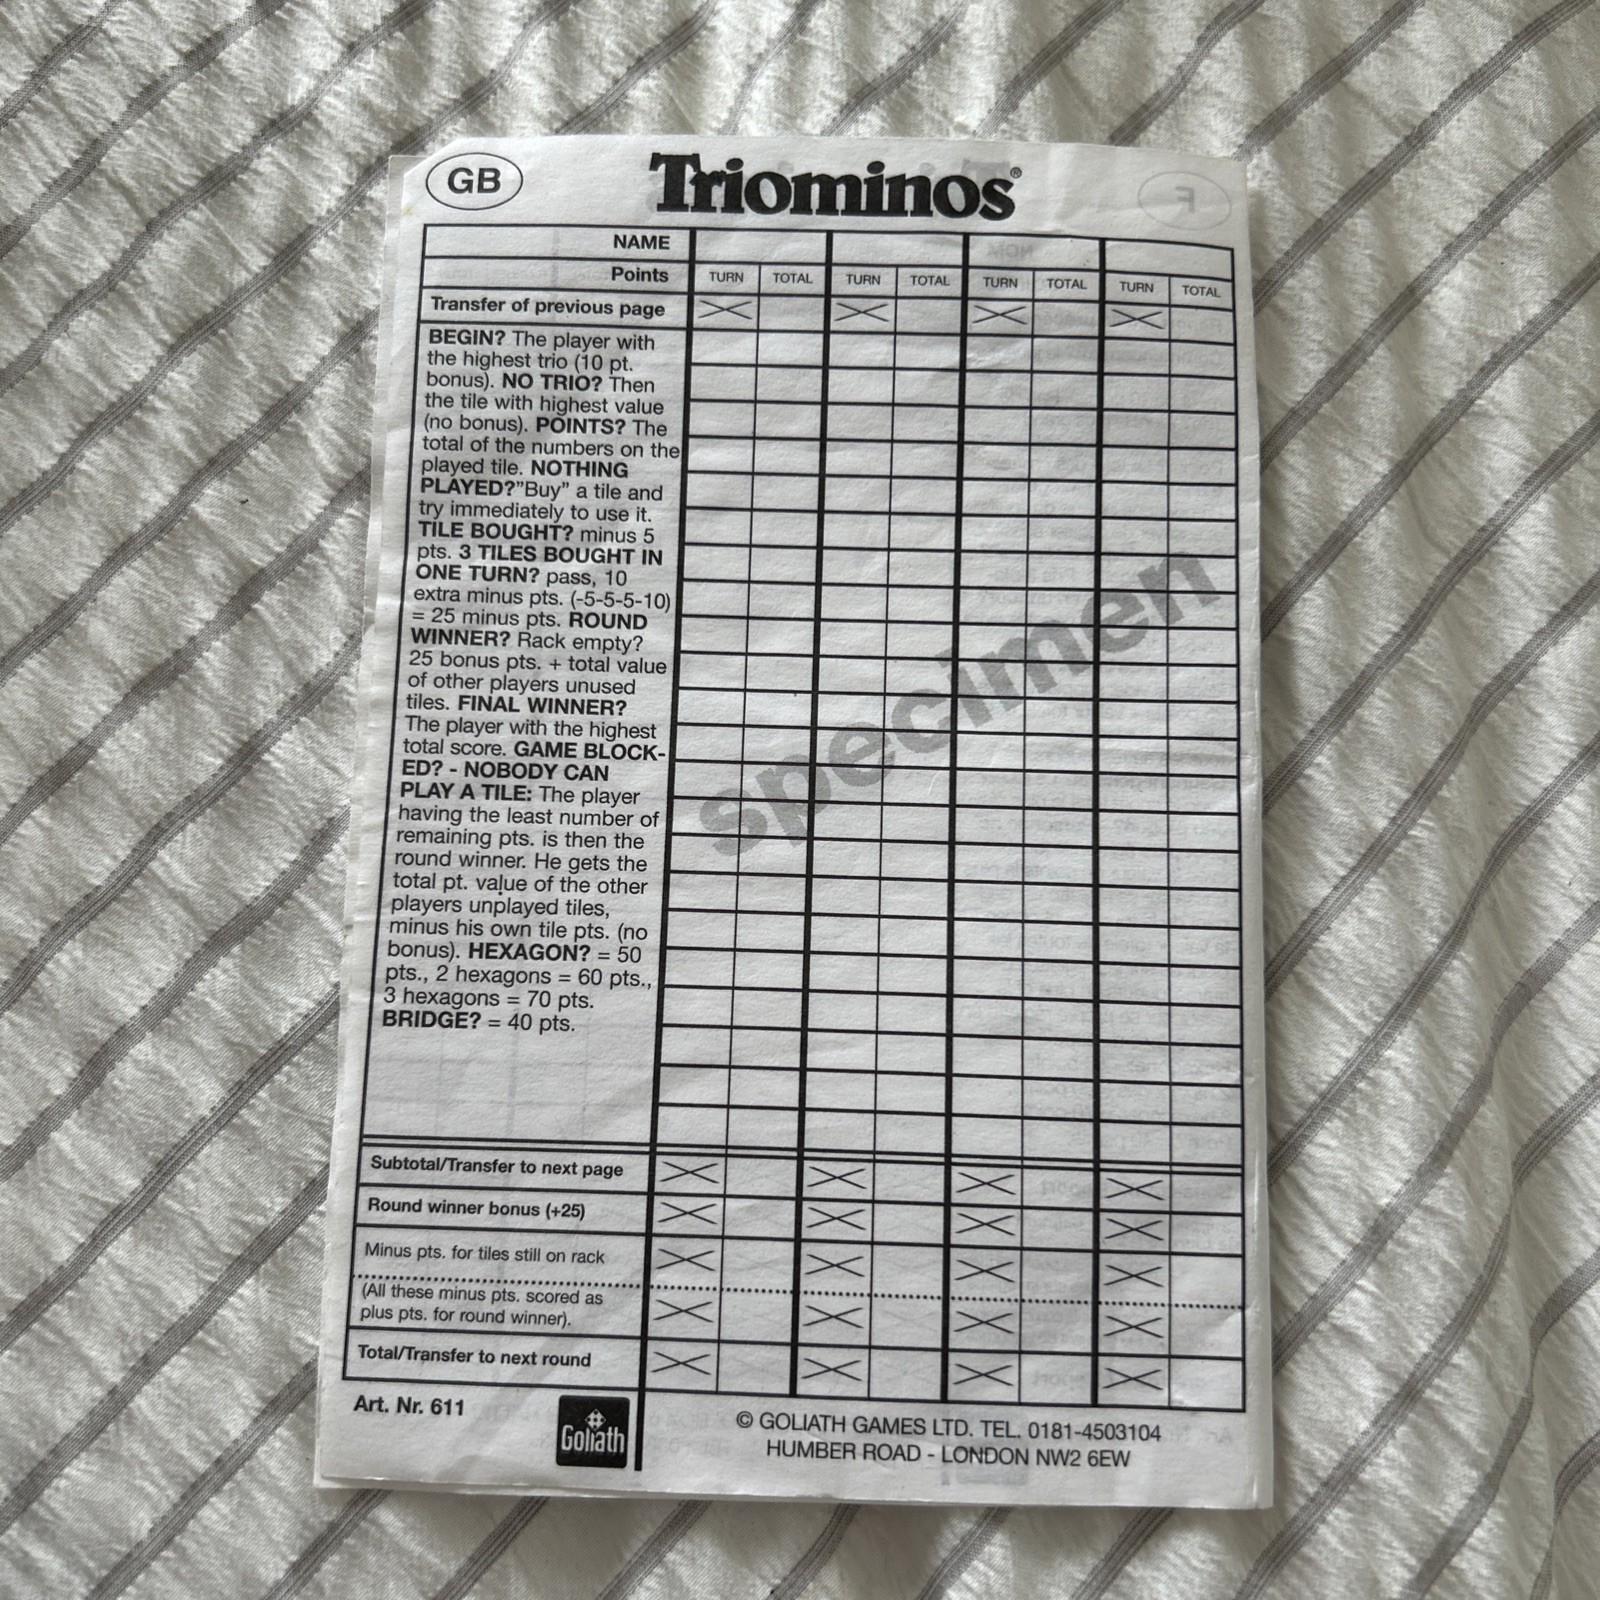 GB
Triominos®
NAME
Points TURN TOTAL TURN TOTAL TURN TOTAL TURN TOTAL
Transfer of previous page
BEGIN? The player with
the highest trio (10 pt.
bonus). NO TRIO? Then
the tile with highest value
(no bonus). POINTS? The
total of the numbers on the
played tile. NOTHING
PLAYED?"Buy" a tile and
try immediately to use it.
TILE BOUGHT? minus 5
pts. 3 TILES BOUGHT IN
ONE TURN? pass, 10
extra minus pts. (-5-5-5-10)
= 25 minus pts. ROUND
WINNER? Rack empty?
25 bonus pts. + total value
of other players unused
tiles. FINAL WINNER?
The player with the highest
total score. GAME BLOCK-
ED? - NOBODY CAN
PLAY A TILE: The player
having the least number of
remaining pts. is then the
round winner. He gets the
total pt. value of the other
players unplayed tiles,
minus his own tile pts. (no
bonus). HEXAGON? = 50
pts., 2 hexagons = 60 pts.,
3 hexagons = 70 pts.
BRIDGE? = 40 pts.
specimen
Subtotal/Transfer to next page
Round winner bonus (+25)
Minus pts. for tiles still on rack
(All these minus pts. scored as
plus pts. for round winner).
Total/Transfer to next round
Art. Nr. 611
Goliath
© GOLIATH GAMES LTD. TEL. 0181-4503104
HUMBER ROAD - LONDON NW2 6EW